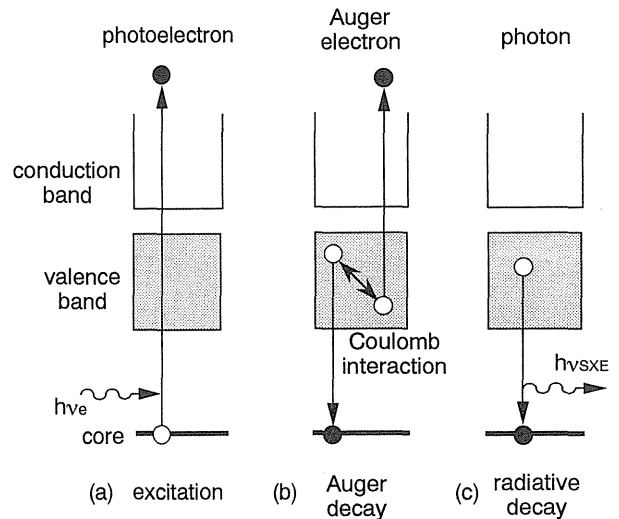 photoelectron
Auger
electron
photon
conduction
band
valence
band
Coulomb
interaction
hνe
hνSXE
core
(a) excitation
(b) Auger
decay
(c) radiative
decay